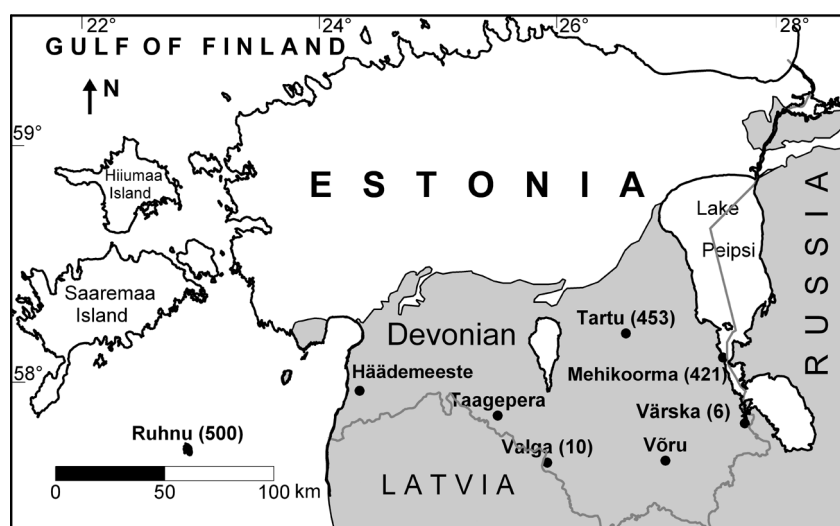 22°
24°
26°
28°
GULF OF FINLAND
N
59°
Hiiumaa
Island
ESTONIA
Lake
Peipsi
RUSSIA
Saaremaa
Island
Devonian
Tartu (453)
58°
Häädemeeste
Mehikoorma (421)
Taagepera
Värska (6)
Ruhnu (500)
Valga (10)
Võru
LATVIA
0
50
100 km